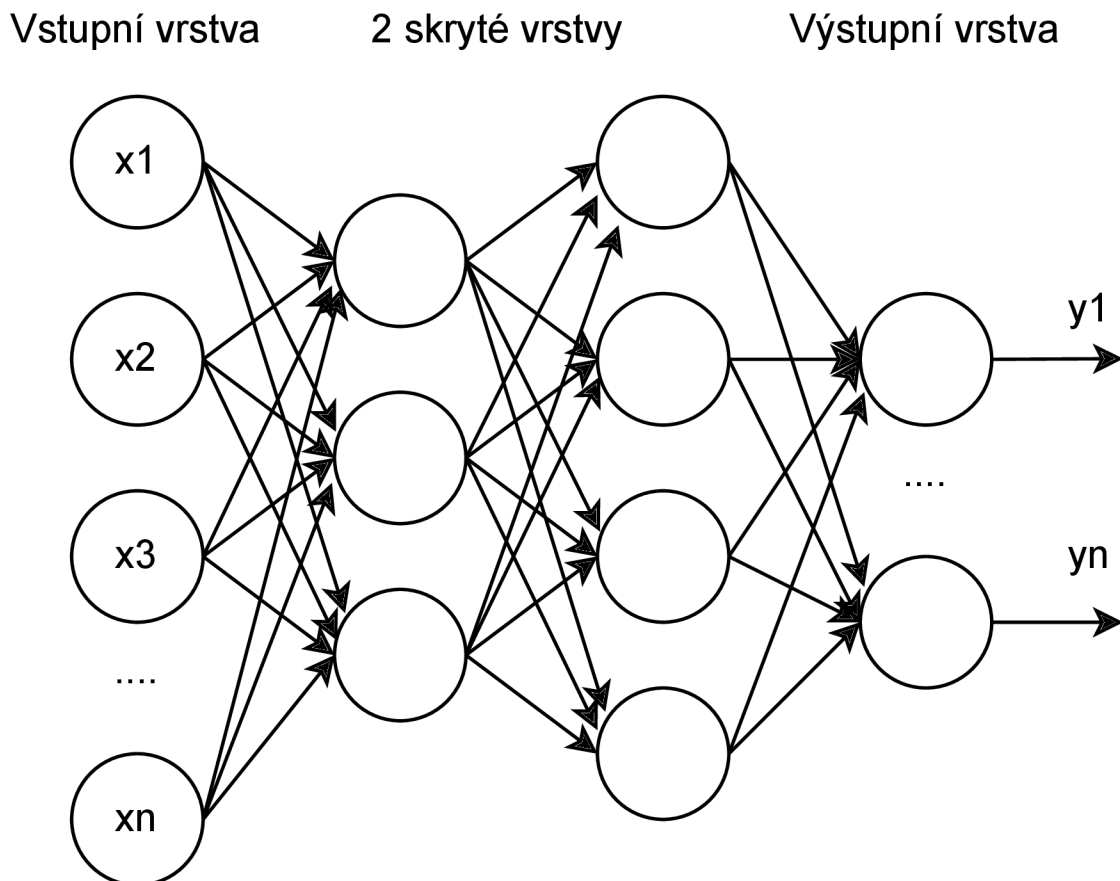 Vstupní vrstva
2 skryté vrstvy
Výstupní vrstva
x1
x2
x3
....
xn
y1
....
yn